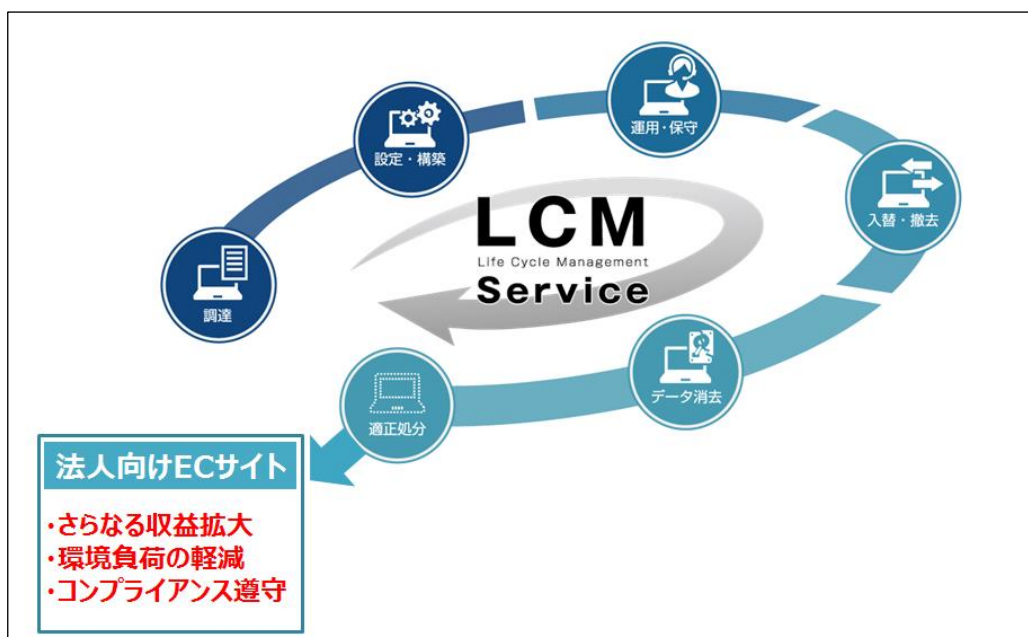 調達
設定・構築
運用・保守
入替・撤去
データ消去
適正処分
LCM
Life Cycle Management
Service
法人向けECサイト
・さらなる収益拡大
・環境負荷の軽減
・コンプライアンス遵守